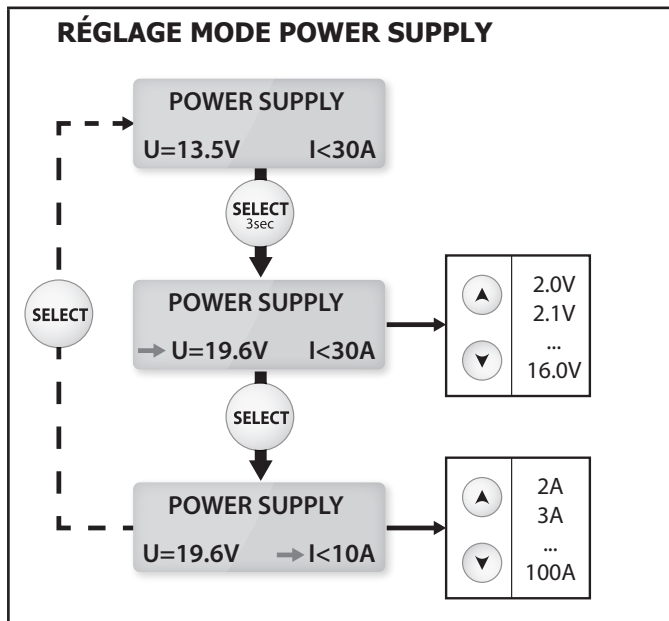 RÉGLAGE MODE POWER SUPPLY
POWER SUPPLY
U=13.5V I<30A
SELECT
3sec
POWER SUPPLY
U=19.6V I<30A
2.0V
2.1V
...
16.0V
SELECT
SELECT
POWER SUPPLY
U=19.6V I<10A
2A
3A
...
100A